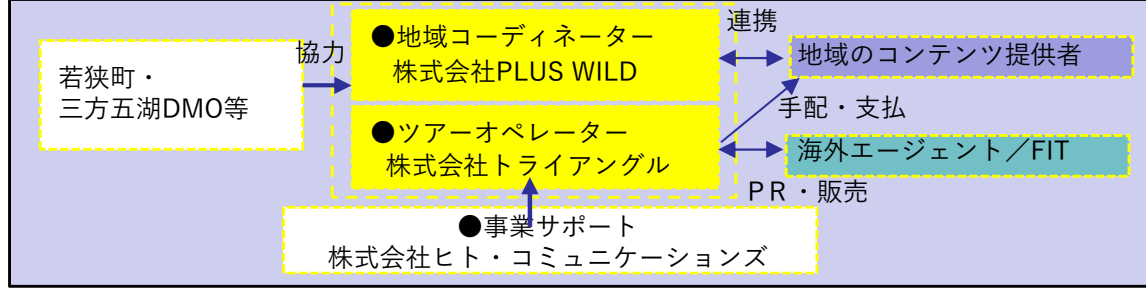 若狭町・
三方五湖DMO等
協力
●地域コーディネーター
株式会社PLUS WILD
●ツアーオペレーター
株式会社トライアングル
連携
地域のコンテンツ提供者
手配・支払
海外エージェント／FIT
ＰＲ・販売
●事業サポート
株式会社ヒト・コミュニケーションズ